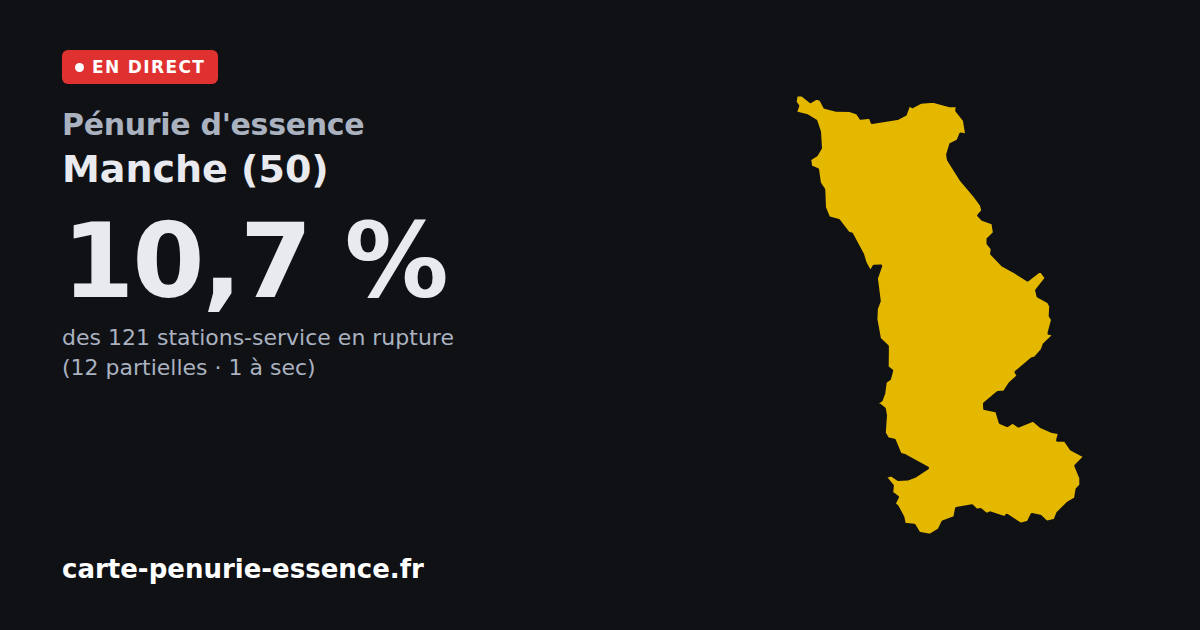 EN DIRECT
Pénurie d'essence
Manche (50)
10,7 %
des 121 stations-service en rupture
(12 partielles · 1 à sec)
carte-penurie-essence.fr